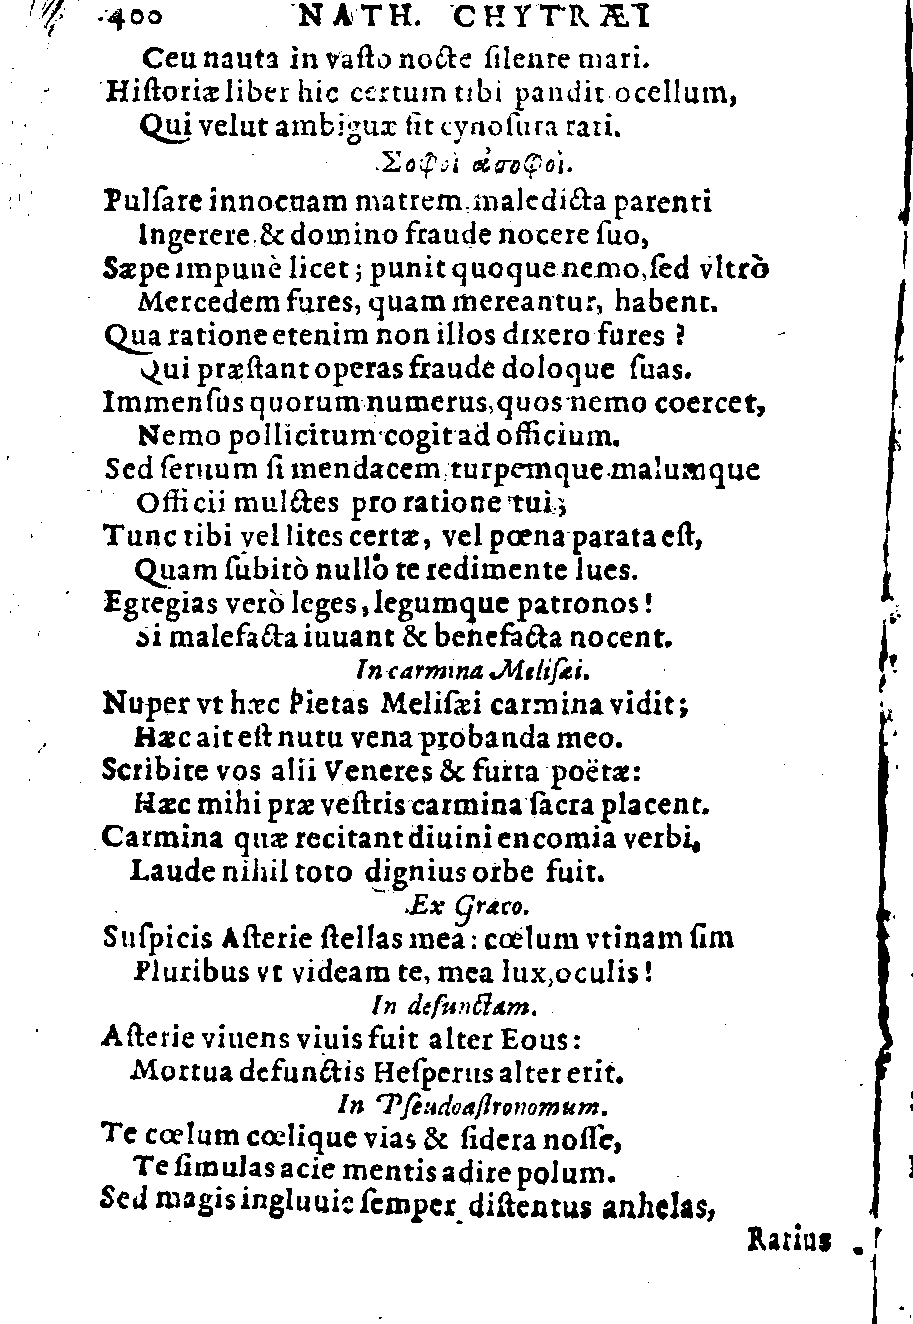 400 NATH. CHYTRÆI
Ceu nauta in vaſto nocte ſilente mari.
Hiſtoriæ liber hic certum tibi pandit ocellum,
Qui velut ambiguæ ſit cynoſura rati.
Σοφοὶ ἀσοφοὶ.
Pulſare innocuam matrem, maledicta parenti
Ingerere & domino fraude nocere ſuo,
Sæpe impunè licet; punit quoque nemo, ſed vltrò
Mercedem fures, quam mereantur, habent.
Qua ratione etenim non illos dixero fures ?
Qui præſtant operas fraude doloque ſuas.
Immenſus quorum numerus, quos nemo coercet,
Nemo pollicitum cogit ad officium.
Sed ſeruum ſi mendacem turpemque malumque
Officii mulctes pro ratione tui;
Tunc tibi vel lites certæ, vel pœna parata eſt,
Quam ſubitò nullo te redimente lues.
Egregias verò leges, legumque patronos!
Si malefacta iuuant & benefacta nocent.
In carmina Meliſæi.
Nuper vt hæc Pietas Meliſæi carmina vidit;
Hæc ait eſt nutu vena probanda meo.
Scribite vos alii Veneres & furta poëtæ:
Hæc mihi præ veſtris carmina ſacra placent.
Carmina quæ recitant diuini encomia verbi,
Laude nihil toto dignius orbe fuit.
Ex Græco.
Suſpicis Aſterie ſtellas mea: cœlum vtinam ſim
Pluribus vt videam te, mea lux, oculis!
In defunctam.
Aſterie viuens viuis fuit alter Eous:
Mortua defunctis Heſperus alter erit.
In Pſeudoaſtronomum.
Te cœlum cœlique vias & ſidera noſſe,
Te ſimulas acie mentis adire polum.
Sed magis ingluuie ſemper diſtentus anhelas,
Ratius